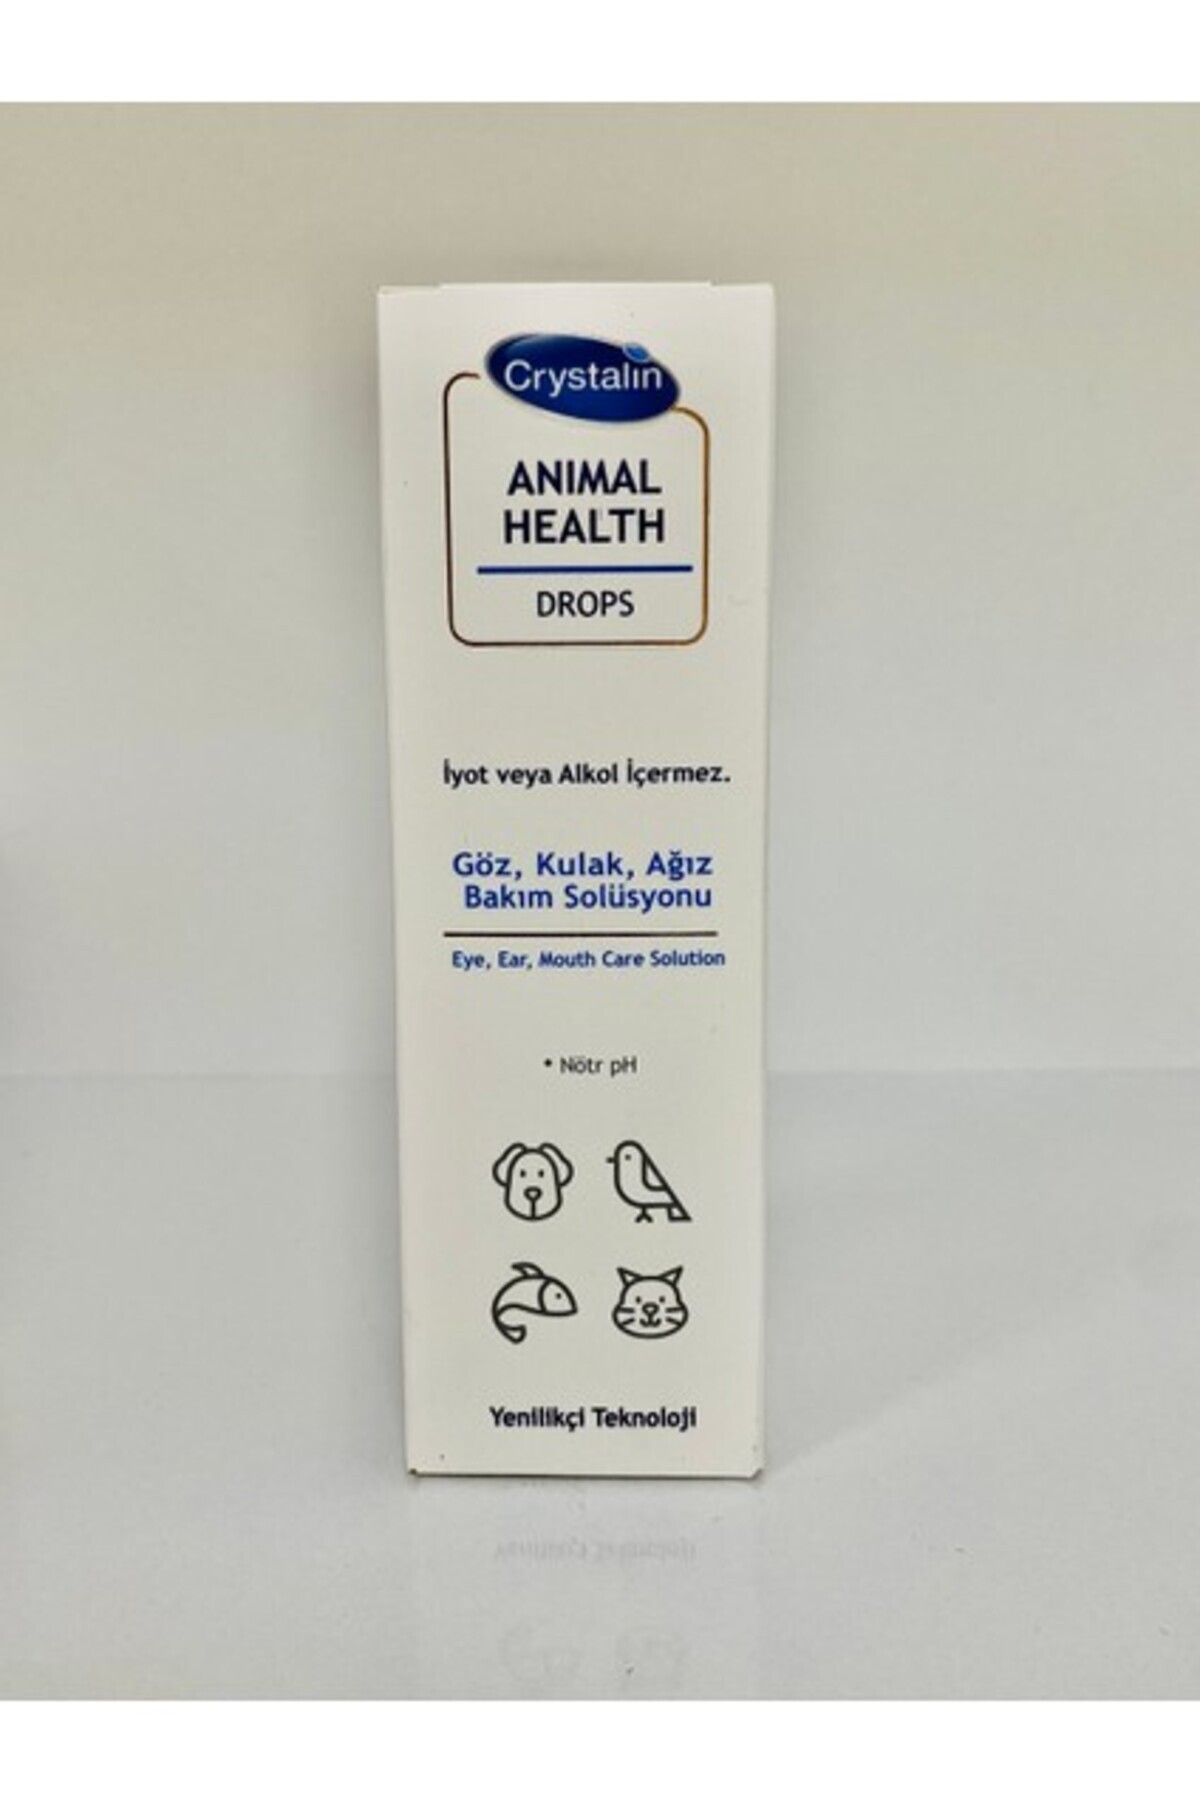 Crystalin
ANIMAL
HEALTH
DROPS
İyot veya Alkol İçermez.
Göz, Kulak, Ağız
Bakım Solüsyonu
Eye, Ear, Mouth Care Solution
• Nötr pH
Yenilikçi Teknoloji